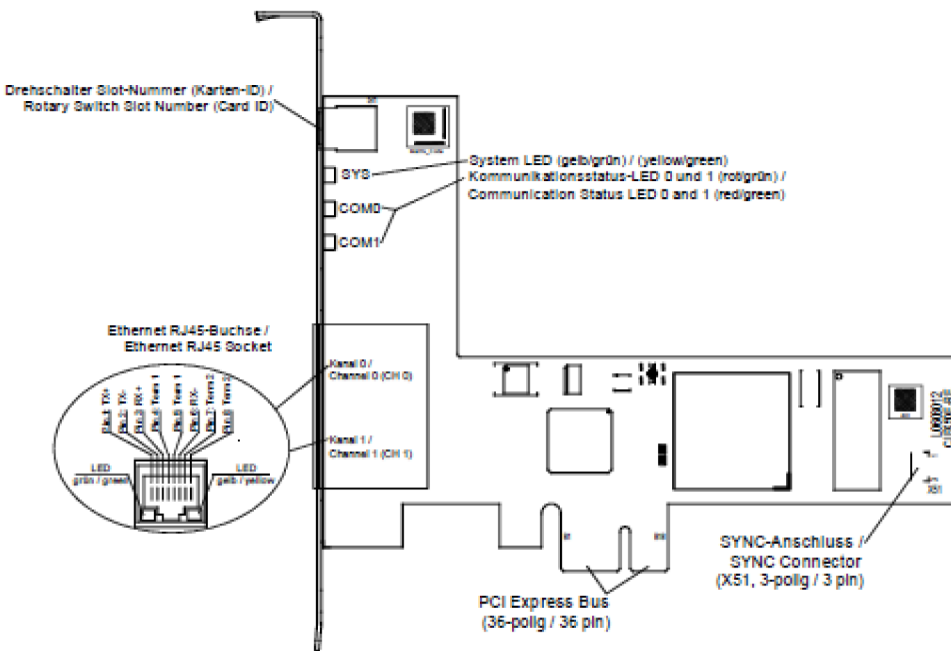 Drehschalter Slot-Nummer (Karten-ID) /
Rotary Switch Slot Number (Card ID)
SYS
COM0
COM1
System LED (gelb/grün) / (yellow/green)
Kommunikationsstatus-LED 0 und 1 (rot/grün) /
Communication Status LED 0 and 1 (red/green)
Ethernet RJ45-Buchse /
Ethernet RJ45 Socket
Pin 1: TX+
Pin 2: TX-
Pin 3: RX+
Pin 4: Term 1
Pin 5: Term 1
Pin 6: RX-
Pin 7: Term 2
Pin 8: Term 2
LED
grün / green
LED
gelb / yellow
Kanal 0 /
Channel 0 (CH 0)
Kanal 1 /
Channel 1 (CH 1)
X51
SYNC-Anschluss /
SYNC Connector
(X51, 3-polig / 3 pin)
PCI Express Bus
(36-polig / 36 pin)